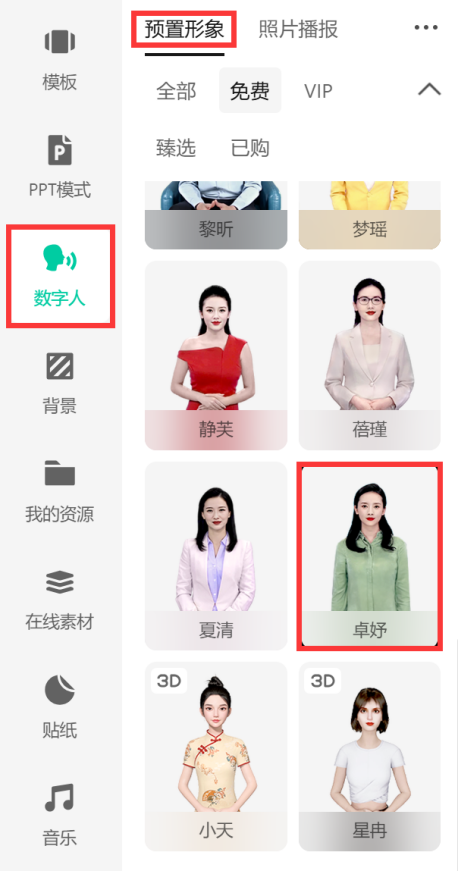 模板
PPT模式
数字人
背景
我的资源
在线素材
贴纸
音乐
预置形象 照片播报
全部 免费 VIP
臻选 已购
黎昕 梦瑶
静芙 蓓瑾
夏清 卓妤
3D 3D
小天 星冉